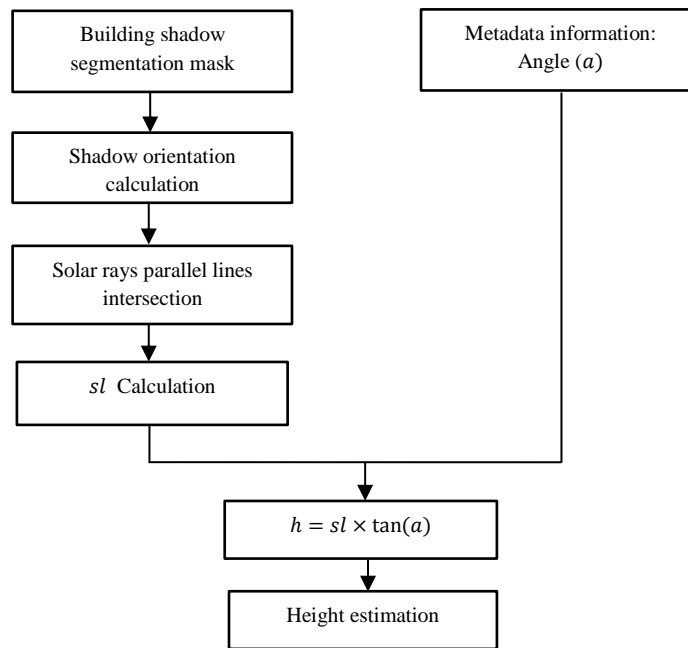 Building shadow
segmentation mask
Metadata information:
Angle (𝑎)
Shadow orientation
calculation
Solar rays parallel lines
intersection
𝑠𝑙 Calculation
ℎ = 𝑠𝑙 × tan(𝑎)
Height estimation